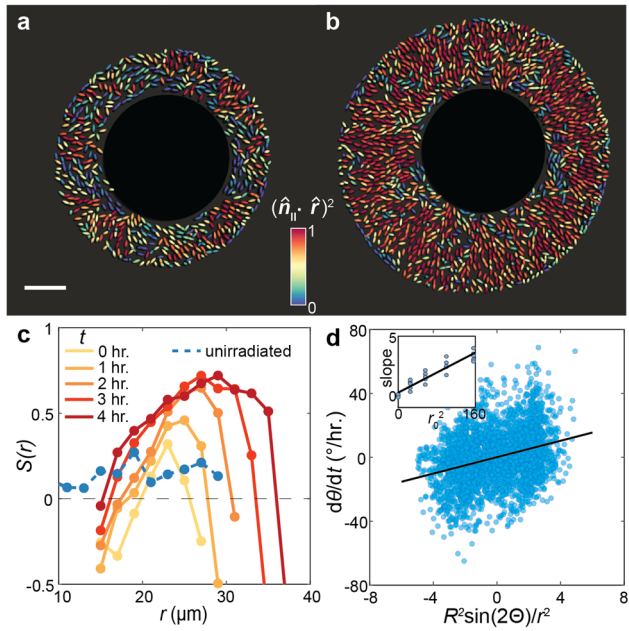 a
b
(n̂|| · r̂)²
1
0
c
d
t
0 hr.
1 hr.
2 hr.
3 hr.
4 hr.
unirradiated
1
0.5
0
-0.5
S(r)
10 20 30 40
r (μm)
80
40
0
-40
-80
dθ/dt (°/hr.)
5
0
slope
0 160
r₀²
-8 -4 0 4 8
R²sin(2Θ)/r²